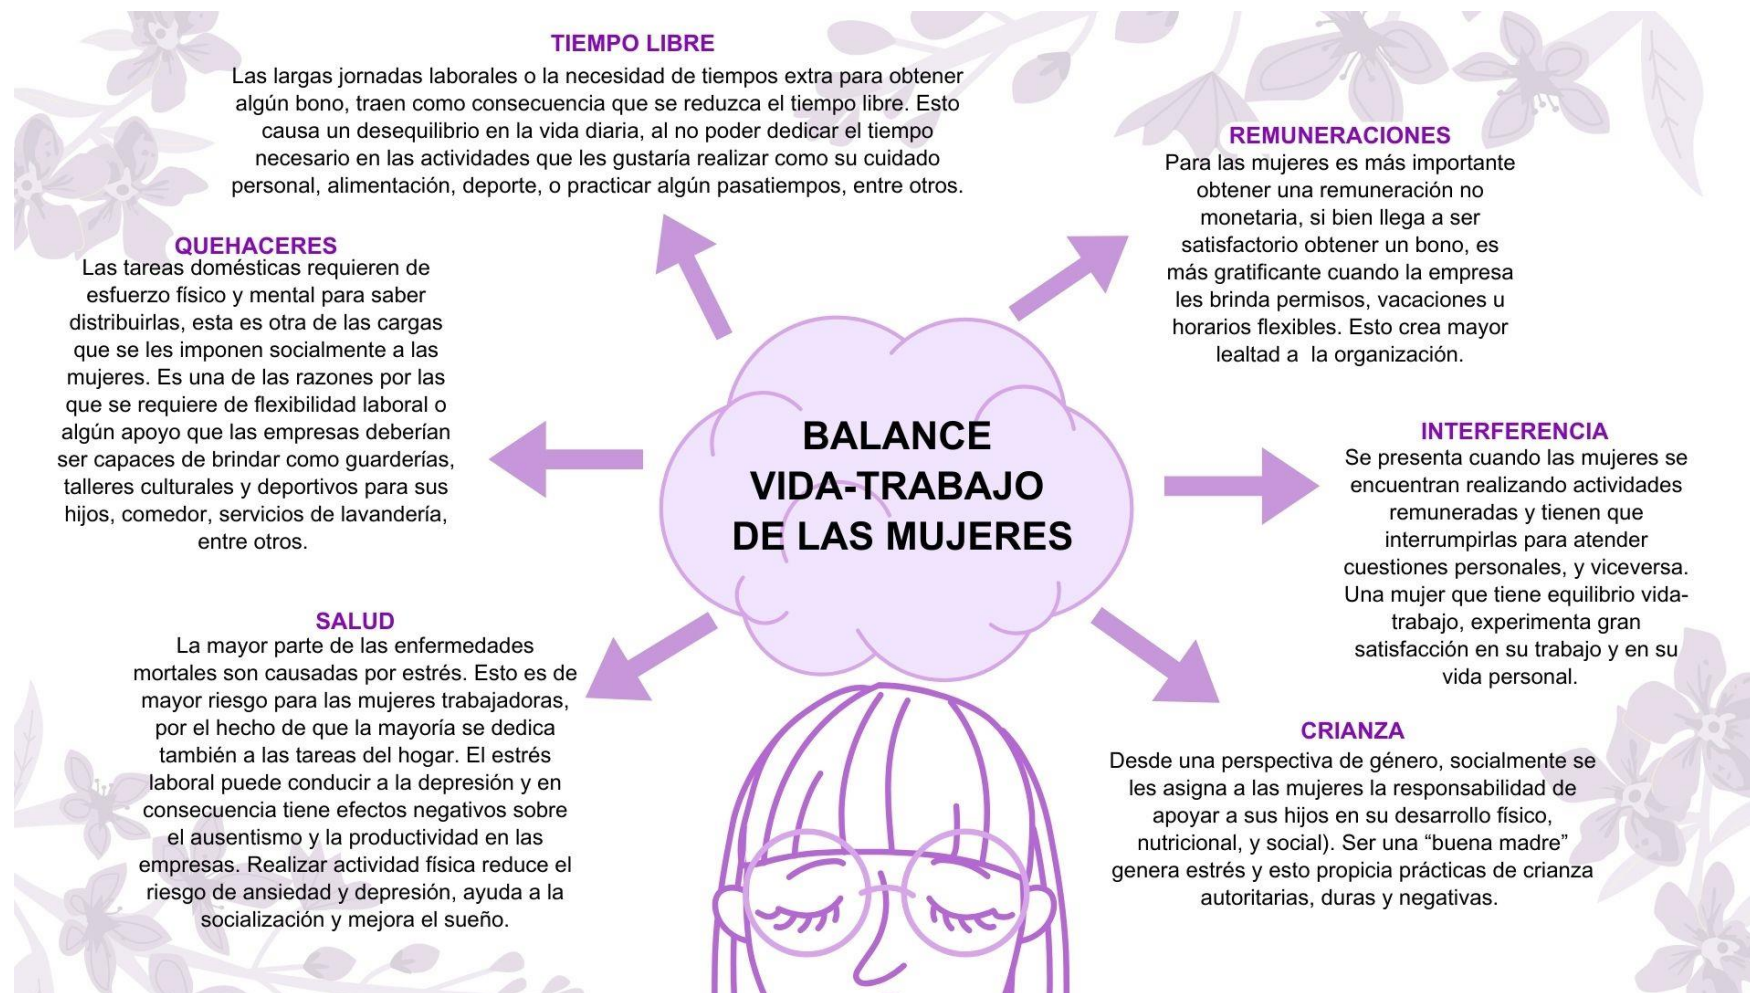 TIEMPO LIBRE
Las largas jornadas laborales o la necesidad de tiempos extra para obtener
algún bono, traen como consecuencia que se reduzca el tiempo libre. Esto
causa un desequilibrio en la vida diaria, al no poder dedicar el tiempo
necesario en las actividades que les gustaría realizar como su cuidado
personal, alimentación, deporte, o practicar algún pasatiempos, entre otros.
REMUNERACIONES
Para las mujeres es más importante
obtener una remuneración no
monetaria, si bien llega a ser
satisfactorio obtener un bono, es
más gratificante cuando la empresa
les brinda permisos, vacaciones u
horarios flexibles. Esto crea mayor
lealtad a  la organización.
QUEHACERES
Las tareas domésticas requieren de
esfuerzo físico y mental para saber
distribuirlas, esta es otra de las cargas
que se les imponen socialmente a las
mujeres. Es una de las razones por las
que se requiere de flexibilidad laboral o
algún apoyo que las empresas deberían
ser capaces de brindar como guarderías,
talleres culturales y deportivos para sus
hijos, comedor, servicios de lavandería,
entre otros.
BALANCE
VIDA-TRABAJO
DE LAS MUJERES
INTERFERENCIA
Se presenta cuando las mujeres se
encuentran realizando actividades
remuneradas y tienen que
interrumpirlas para atender
cuestiones personales, y viceversa.
Una mujer que tiene equilibrio vida-
trabajo, experimenta gran
satisfacción en su trabajo y en su
vida personal.
SALUD
La mayor parte de las enfermedades
mortales son causadas por estrés. Esto es de
mayor riesgo para las mujeres trabajadoras,
por el hecho de que la mayoría se dedica
también a las tareas del hogar. El estrés
laboral puede conducir a la depresión y en
consecuencia tiene efectos negativos sobre
el ausentismo y la productividad en las
empresas. Realizar actividad física reduce el
riesgo de ansiedad y depresión, ayuda a la
socialización y mejora el sueño.
CRIANZA
Desde una perspectiva de género, socialmente se
les asigna a las mujeres la responsabilidad de
apoyar a sus hijos en su desarrollo físico,
nutricional, y social). Ser una “buena madre”
genera estrés y esto propicia prácticas de crianza
autoritarias, duras y negativas.